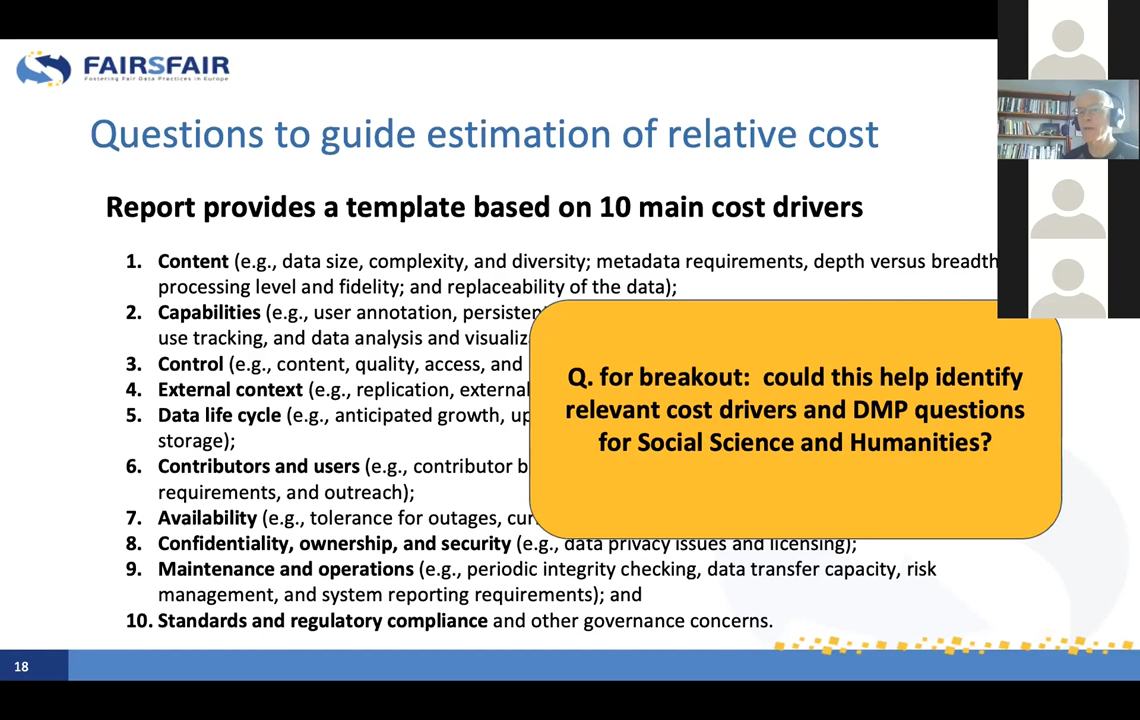 FAIRSFAIR
Fostering Fair Data Practices in Europe
Questions to guide estimation of relative cost
Report provides a template based on 10 main cost drivers
1. Content (e.g., data size, complexity, and diversity; metadata requirements, depth versus breadth
processing level and fidelity; and replaceability of the data);
2. Capabilities (e.g., user annotation,
use tracking, and data analysis and
3. Control (e.g., content, quality, access, and
4. External context (e.g., replication, external
5. Data life cycle (e.g., anticipated growth,
storage);
6. Contributors and users (e.g., contributor
requirements, and outreach);
7. Availability (e.g., tolerance for outages,
8. Confidentiality, ownership, and security (e.g., data privacy issues and licensing);
9. Maintenance and operations (e.g., periodic integrity checking, data transfer capacity, risk
management, and system reporting requirements); and
10. Standards and regulatory compliance and other governance concerns.
Q. for breakout: could this help identify
relevant cost drivers and DMP questions
for Social Science and Humanities?
18